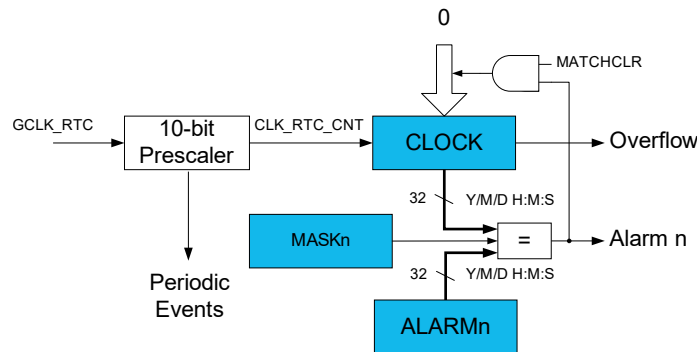 0
MATCHCLR
GCLK_RTC
10-bit
Prescaler
CLK_RTC_CNT
CLOCK
Overflow
32
Y/M/D H:M:S
MASKn
=
Alarm n
32
Y/M/D H:M:S
Periodic
Events
ALARMn